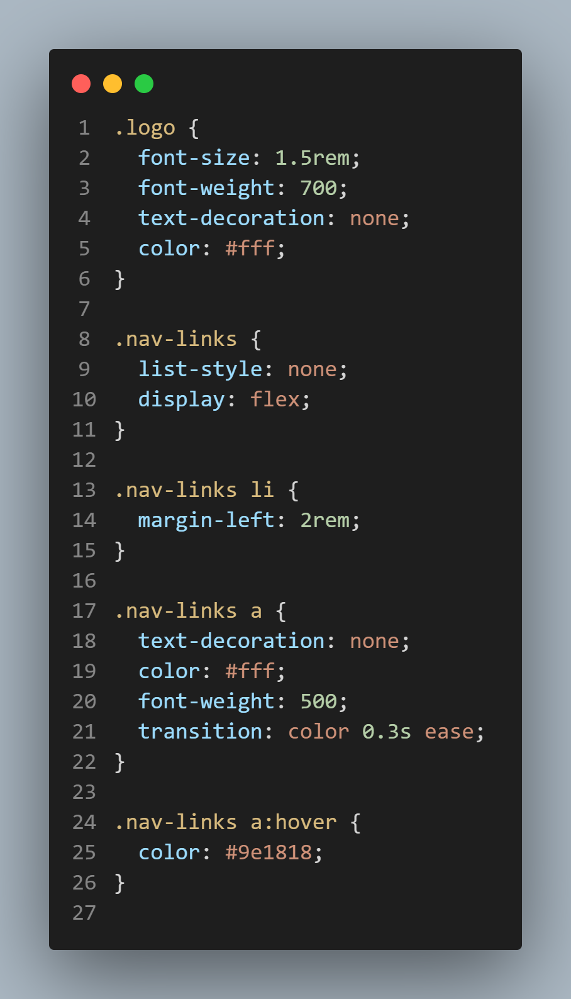 1 .logo {
2   font-size: 1.5rem;
3   font-weight: 700;
4   text-decoration: none;
5   color: #fff;
6 }
7
8 .nav-links {
9   list-style: none;
10   display: flex;
11 }
12
13 .nav-links li {
14   margin-left: 2rem;
15 }
16
17 .nav-links a {
18   text-decoration: none;
19   color: #fff;
20   font-weight: 500;
21   transition: color 0.3s ease;
22 }
23
24 .nav-links a:hover {
25   color: #9e1818;
26 }
27